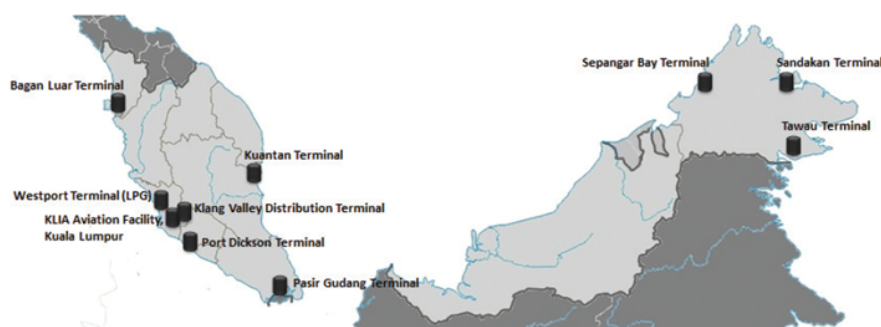 Bagan Luar Terminal
Kuantan Terminal
Westport Terminal (LPG)
Klang Valley Distribution Terminal
KLIA Aviation Facility,
Kuala Lumpur
Port Dickson Terminal
Pasir Gudang Terminal
Sepangar Bay Terminal
Sandakan Terminal
Tawau Terminal